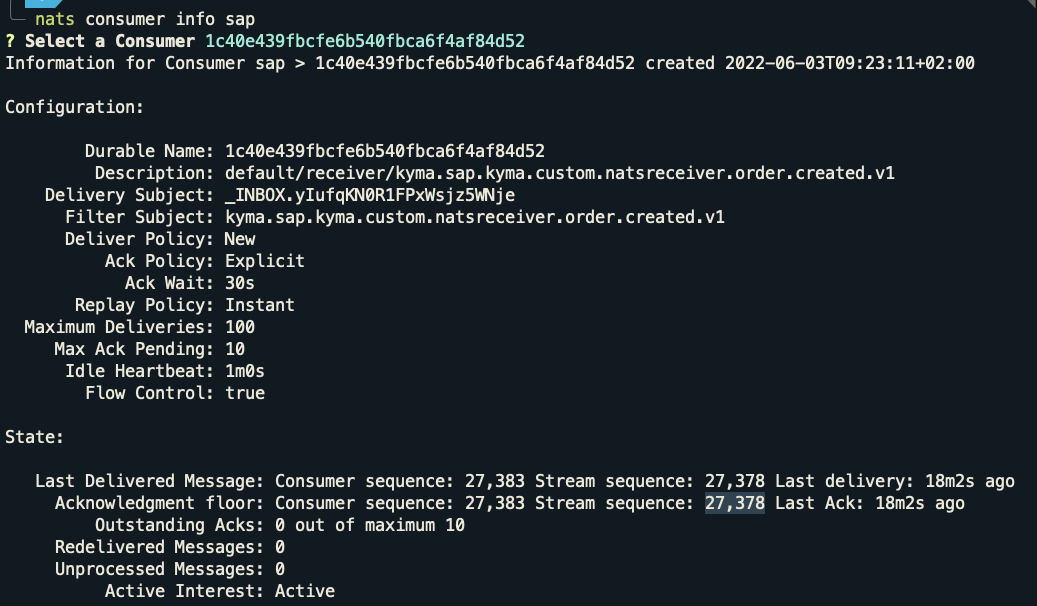 nats consumer info sap
? Select a Consumer 1c40e439fbcfe6b540fbca6f4af84d52
Information for Consumer sap > 1c40e439fbcfe6b540fbca6f4af84d52 created 2022-06-03T09:23:11+02:00
Configuration:
Durable Name: 1c40e439fbcfe6b540fbca6f4af84d52
Description: default/receiver/kyma.sap.kyma.custom.natsreceiver.order.created.v1
Delivery Subject: _INBOX.yIufqKN0R1FPxWsjz5WNje
Filter Subject: kyma.sap.kyma.custom.natsreceiver.order.created.v1
Deliver Policy: New
Ack Policy: Explicit
Ack Wait: 30s
Replay Policy: Instant
Maximum Deliveries: 100
Max Ack Pending: 10
Idle Heartbeat: 1m0s
Flow Control: true
State:
Last Delivered Message: Consumer sequence: 27,383 Stream sequence: 27,378 Last delivery: 18m2s ago
Acknowledgment floor: Consumer sequence: 27,383 Stream sequence: 27,378 Last Ack: 18m2s ago
Outstanding Acks: 0 out of maximum 10
Redelivered Messages: 0
Unprocessed Messages: 0
Active Interest: Active